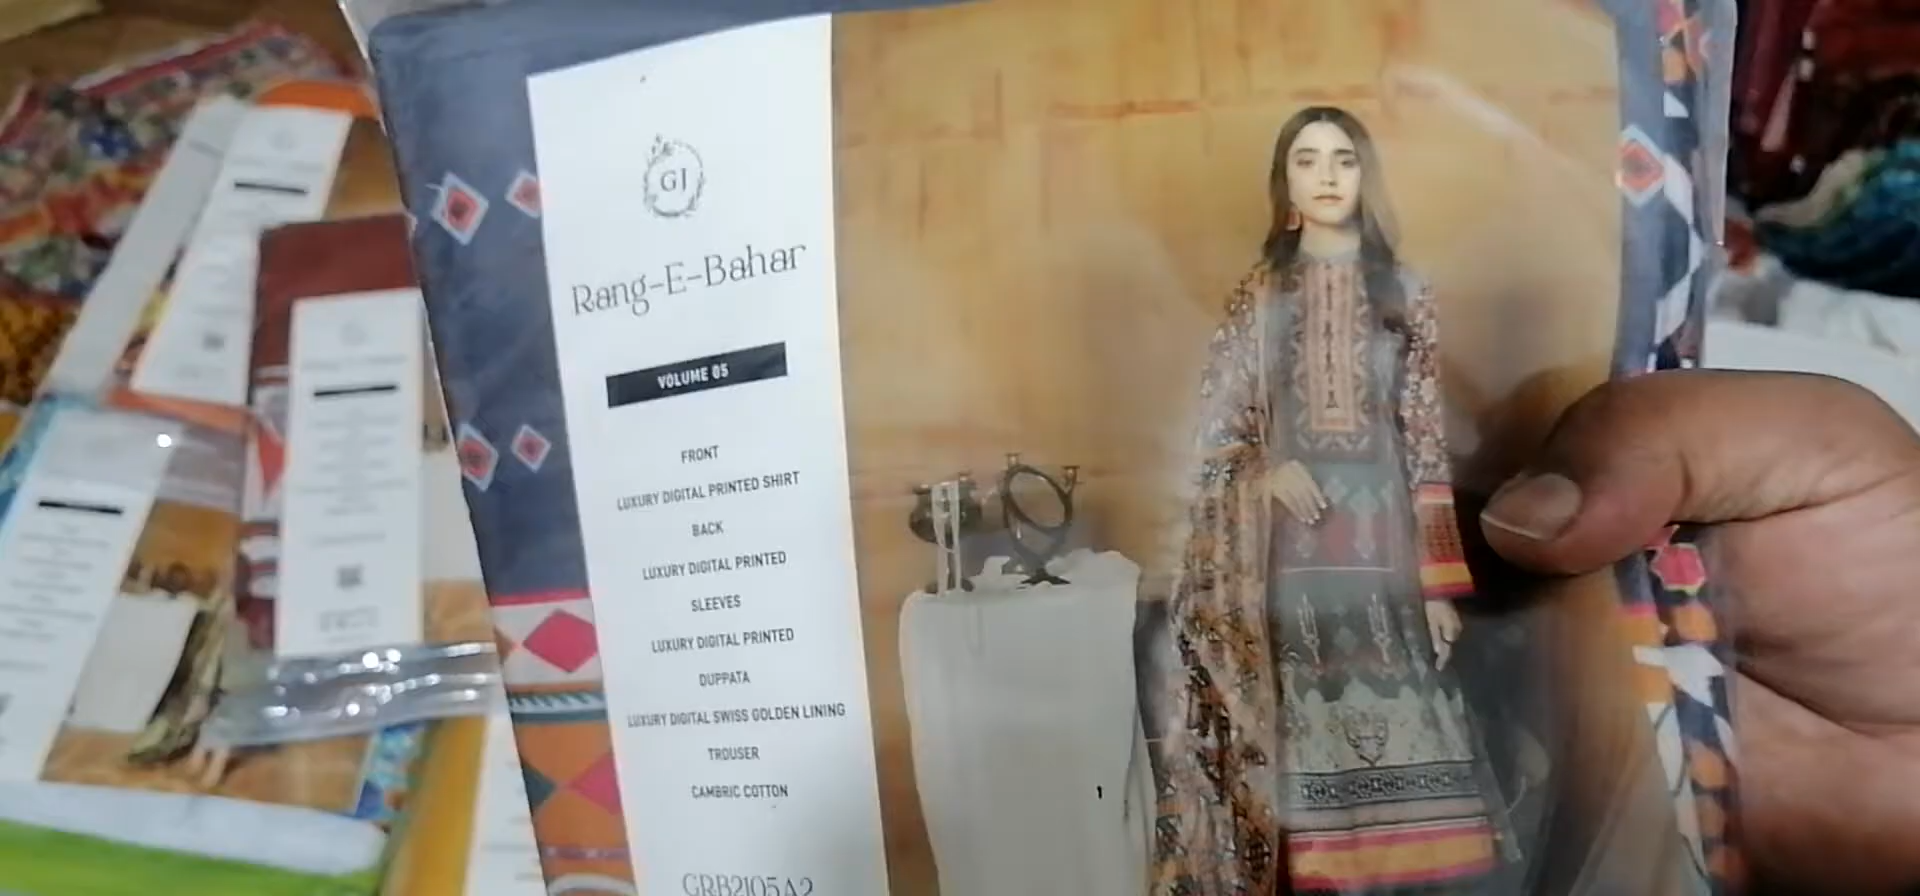 GJ
Rang-E-Bahar
VOLUME 05
FRONT
LUXURY DIGITAL PRINTED SHIRT
BACK
LUXURY DIGITAL PRINTED
SLEEVES
LUXURY DIGITAL PRINTED
DUPPATA
LUXURY DIGITAL SWISS GOLDEN LINING
TROUSER
CAMBRIC COTTON
GRB2105A2